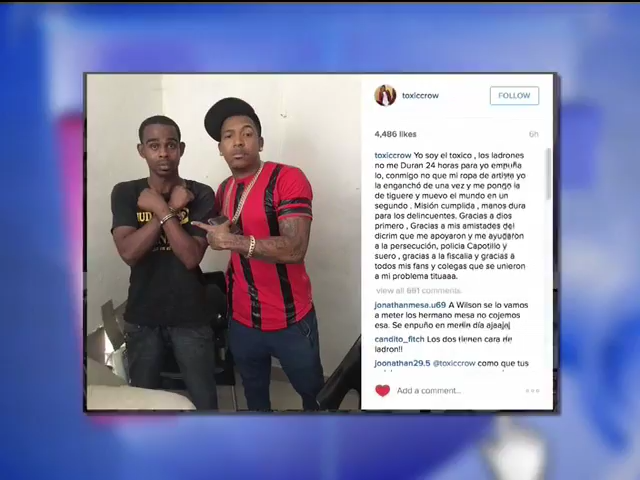 toxiccrow
FOLLOW
4,486 likes
6h
toxiccrow Yo soy el toxico , los ladrones
no me Duran 24 horas para yo empuña
lo, conmigo no que mi ropa de artista yo
la enganchó de una vez y me pongo la
de tiguere y muevo el mundo en un
segundo . Misión cumplida , manos dura
para los delincuentes. Gracias a dios
primero , Gracias a mis amistades del
dicrim que me apoyaron y me ayudaron
a la persecución, policia Capotillo y
suero , gracias a la fiscalia y gracias a
todos mis fans y colegas que se unieron
a mi problema tituaaa.
view all 881 comments
jonathanmesa.u69 A Wilson se lo vamos
a meter los hermano mesa no cojemos
esa. Se empuño en medin día ajaajaj
candito_fitch Los dos tienen cara de
ladron!!
joonathan29.5 @toxiccrow como que tus
Add a comment...